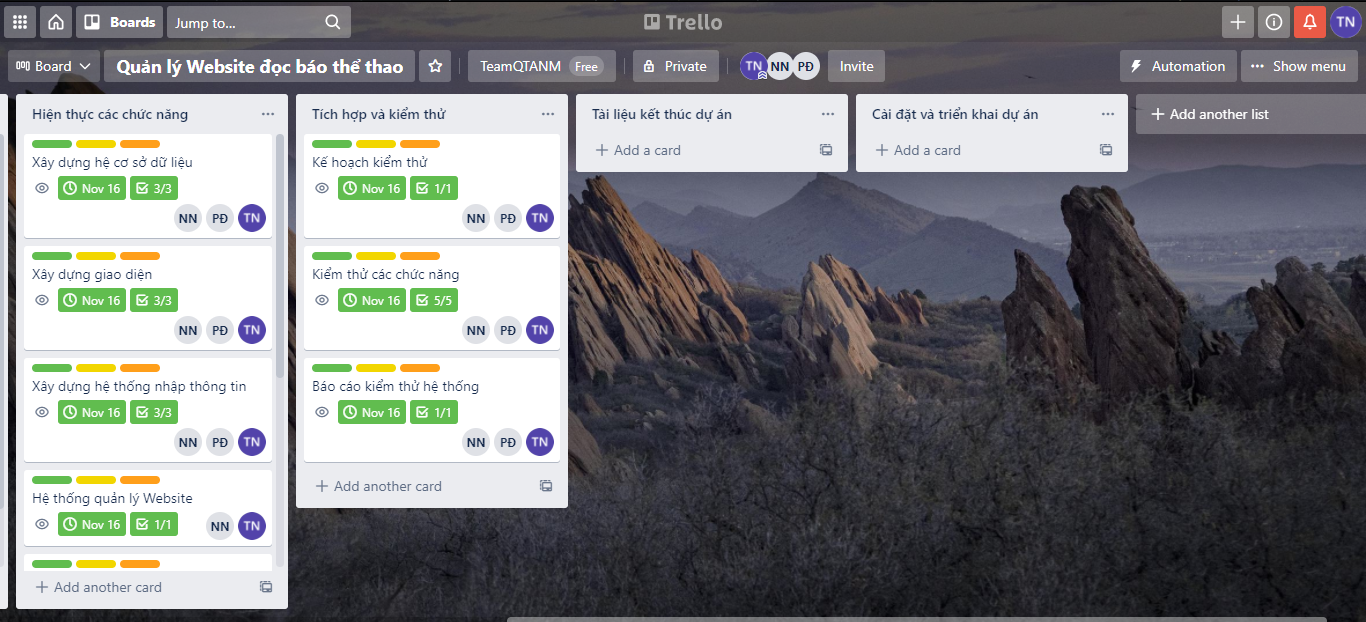 Boards
Jump to...
Trello
TN
Board
Quản lý Website đọc báo thể thao
TeamQTANM
Free
Private
TN
NN
PĐ
Invite
Automation
Show menu
Hiện thực các chức năng
Xây dựng hệ cơ sở dữ liệu
Nov 16
3/3
NN
PĐ
TN
Xây dựng giao diện
Nov 16
3/3
NN
PĐ
TN
Xây dựng hệ thống nhập thông tin
Nov 16
3/3
NN
PĐ
TN
Hệ thống quản lý Website
Nov 16
1/1
NN
TN
Add another card
Tích hợp và kiểm thử
Kế hoạch kiểm thử
Nov 16
1/1
NN
PĐ
TN
Kiểm thử các chức năng
Nov 16
5/5
NN
PĐ
TN
Báo cáo kiểm thử hệ thống
Nov 16
1/1
NN
PĐ
TN
Add another card
Tài liệu kết thúc dự án
Add a card
Cài đặt và triển khai dự án
Add a card
Add another list